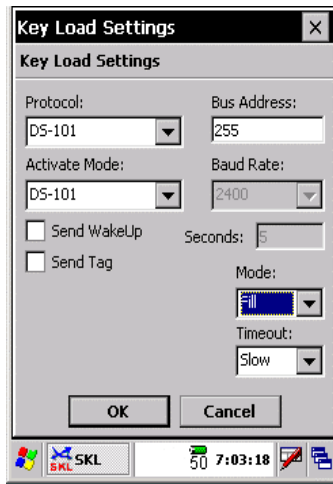 Key Load Settings
Key Load Settings
Protocol:
Bus Address:
DS-101
255
Activate Mode:
Baud Rate:
DS-101
2400
Send WakeUp
Seconds: 5
Send Tag
Mode:
Fill
Timeout:
Slow
OK
Cancel
SKL SKL
50 7:03:18